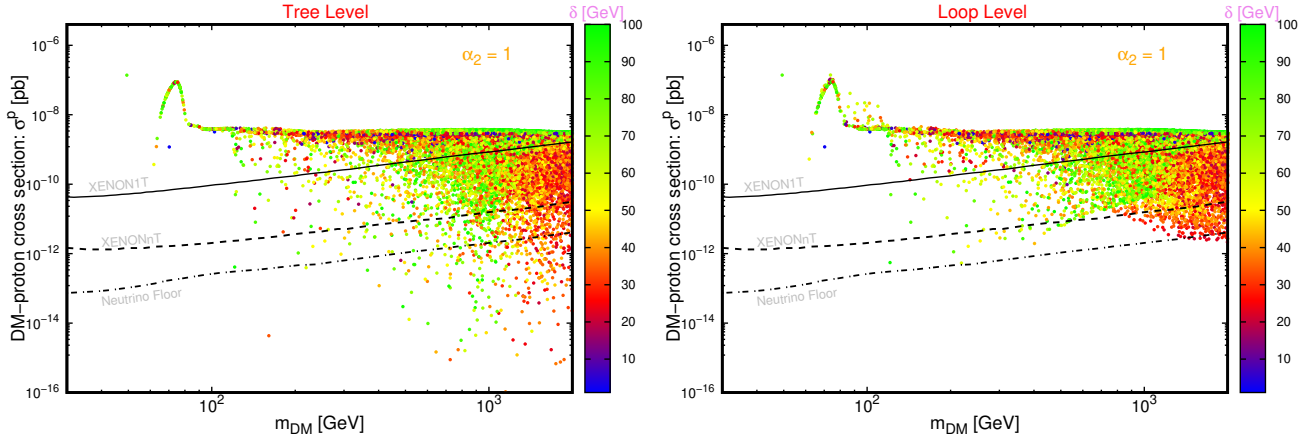 Tree Level
δ [GeV]
α2 = 1
DM−proton cross section: σp [pb]
10−6
10−8
10−10
10−12
10−14
10−16
XENON1T
XENONnT
Neutrino Floor
102
103
mDM [GeV]
100
90
80
70
60
50
40
30
20
10
Loop Level
δ [GeV]
α2 = 1
DM−proton cross section: σp [pb]
10−6
10−8
10−10
10−12
10−14
10−16
XENON1T
XENONnT
Neutrino Floor
102
103
mDM [GeV]
100
90
80
70
60
50
40
30
20
10